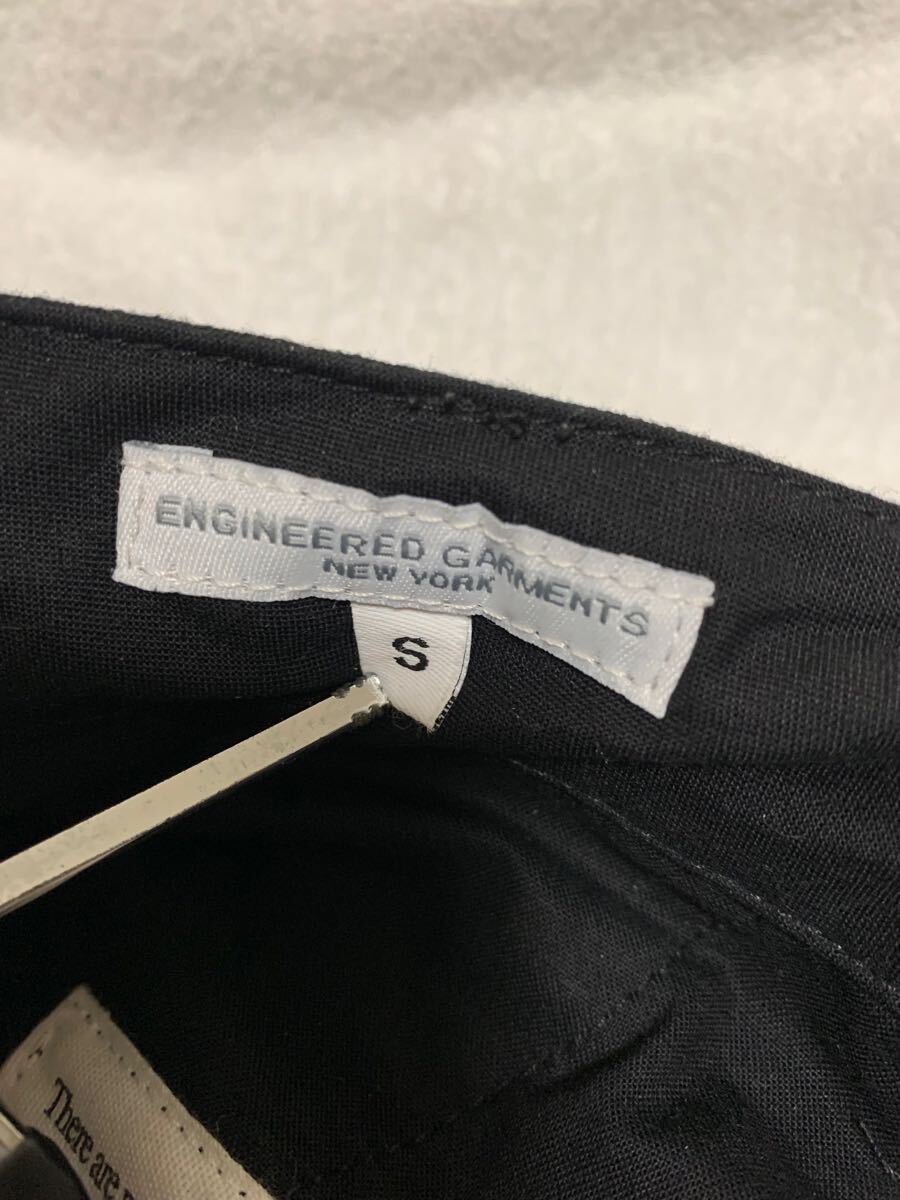 ENGINEERED GARMENTS
NEW YORK
S
There are